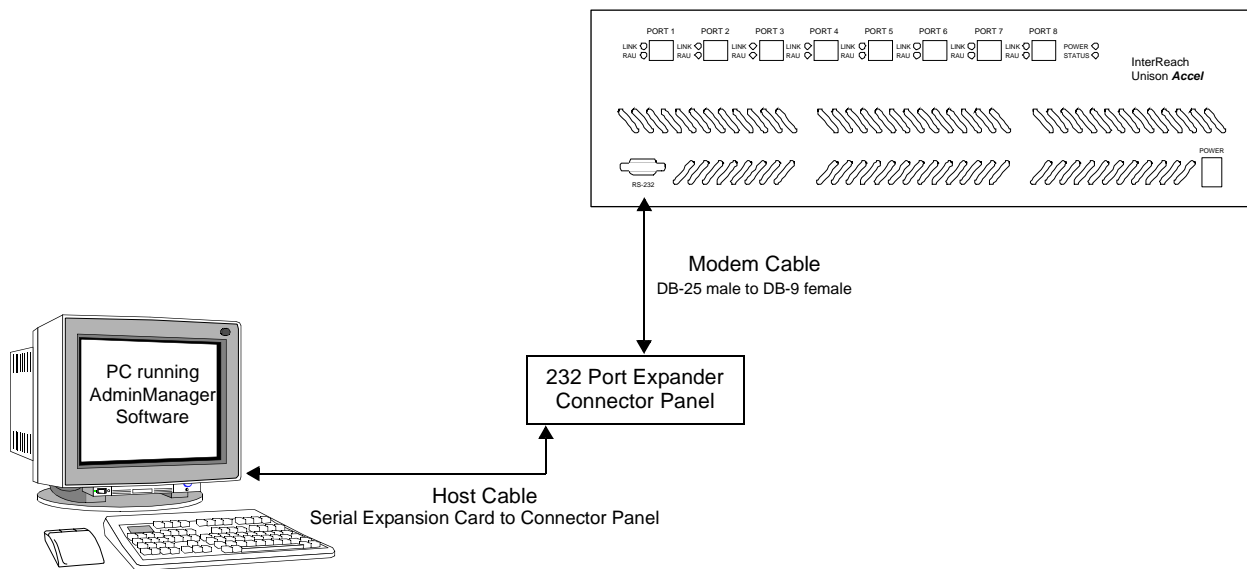 PORT 1 PORT 2 PORT 3 PORT 4 PORT 5 PORT 6 PORT 7 PORT 8
LINK LINK LINK LINK LINK LINK LINK LINK POWER
RAU RAU RAU RAU RAU RAU RAU RAU STATUS
InterReach
Unison Accel
POWER
RS-232
Modem Cable
DB-25 male to DB-9 female
PC running
AdminManager
Software
232 Port Expander
Connector Panel
Host Cable
Serial Expansion Card to Connector Panel